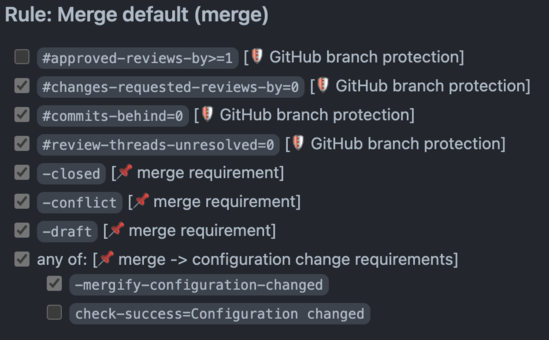 Rule: Merge default (merge)
#approved-reviews-by>=1 [🛡 GitHub branch protection]
#changes-requested-reviews-by=0 [🛡 GitHub branch protection]
#commits-behind=0 [🛡 GitHub branch protection]
#review-threads-unresolved=0 [🛡 GitHub branch protection]
-closed [📌 merge requirement]
-conflict [📌 merge requirement]
-draft [📌 merge requirement]
any of: [📌 merge -> configuration change requirements]
-mergify-configuration-changed
check-success=Configuration changed